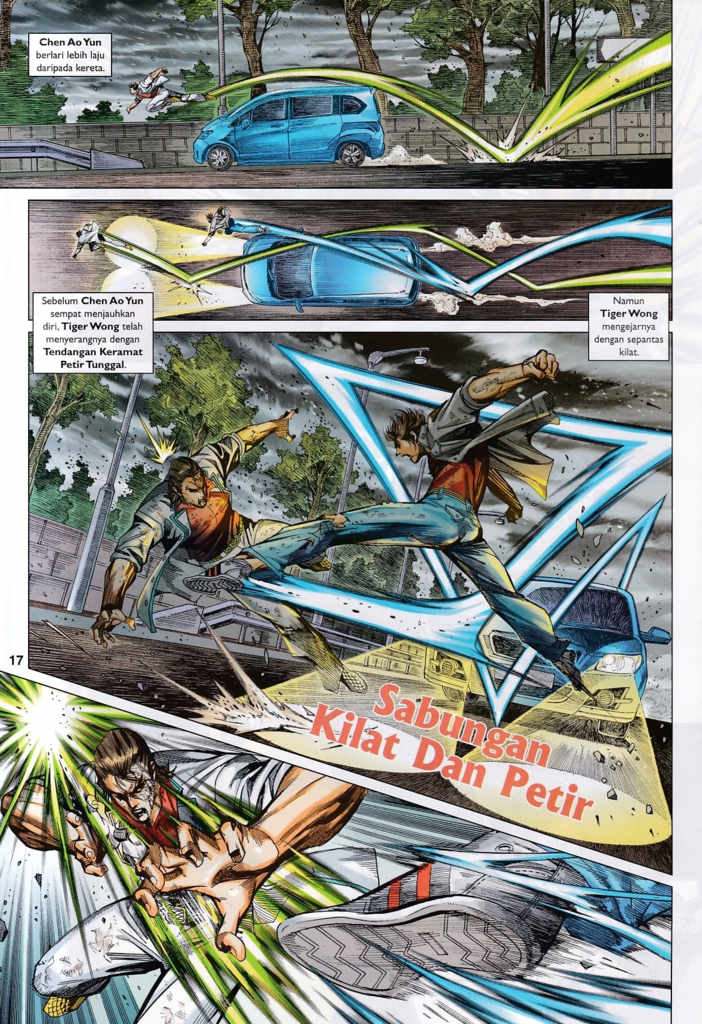 Chen Ao Yun
berlari lebih laju
daripada kereta.
Sebelum Chen Ao Yun
sempat menjauhkan
diri, Tiger Wong telah
menyerangnya dengan
Tendangan Keramat
Petir Tunggal.
Namun
Tiger Wong
mengejarnya
dengan sepantas
kilat.
17
Sabungan
Kilat Dan Petir